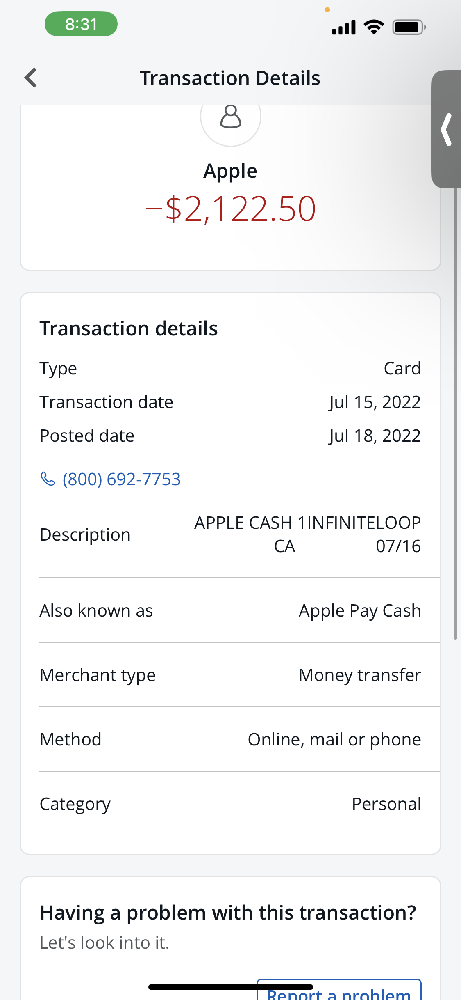 8:31
Transaction Details
Apple
–$2,122.50
Transaction details
Type Card
Transaction date Jul 15, 2022
Posted date Jul 18, 2022
(800) 692-7753
Description APPLE CASH 1INFINITELOOP
CA 07/16
Also known as Apple Pay Cash
Merchant type Money transfer
Method Online, mail or phone
Category Personal
Having a problem with this transaction?
Let's look into it.
Report a problem